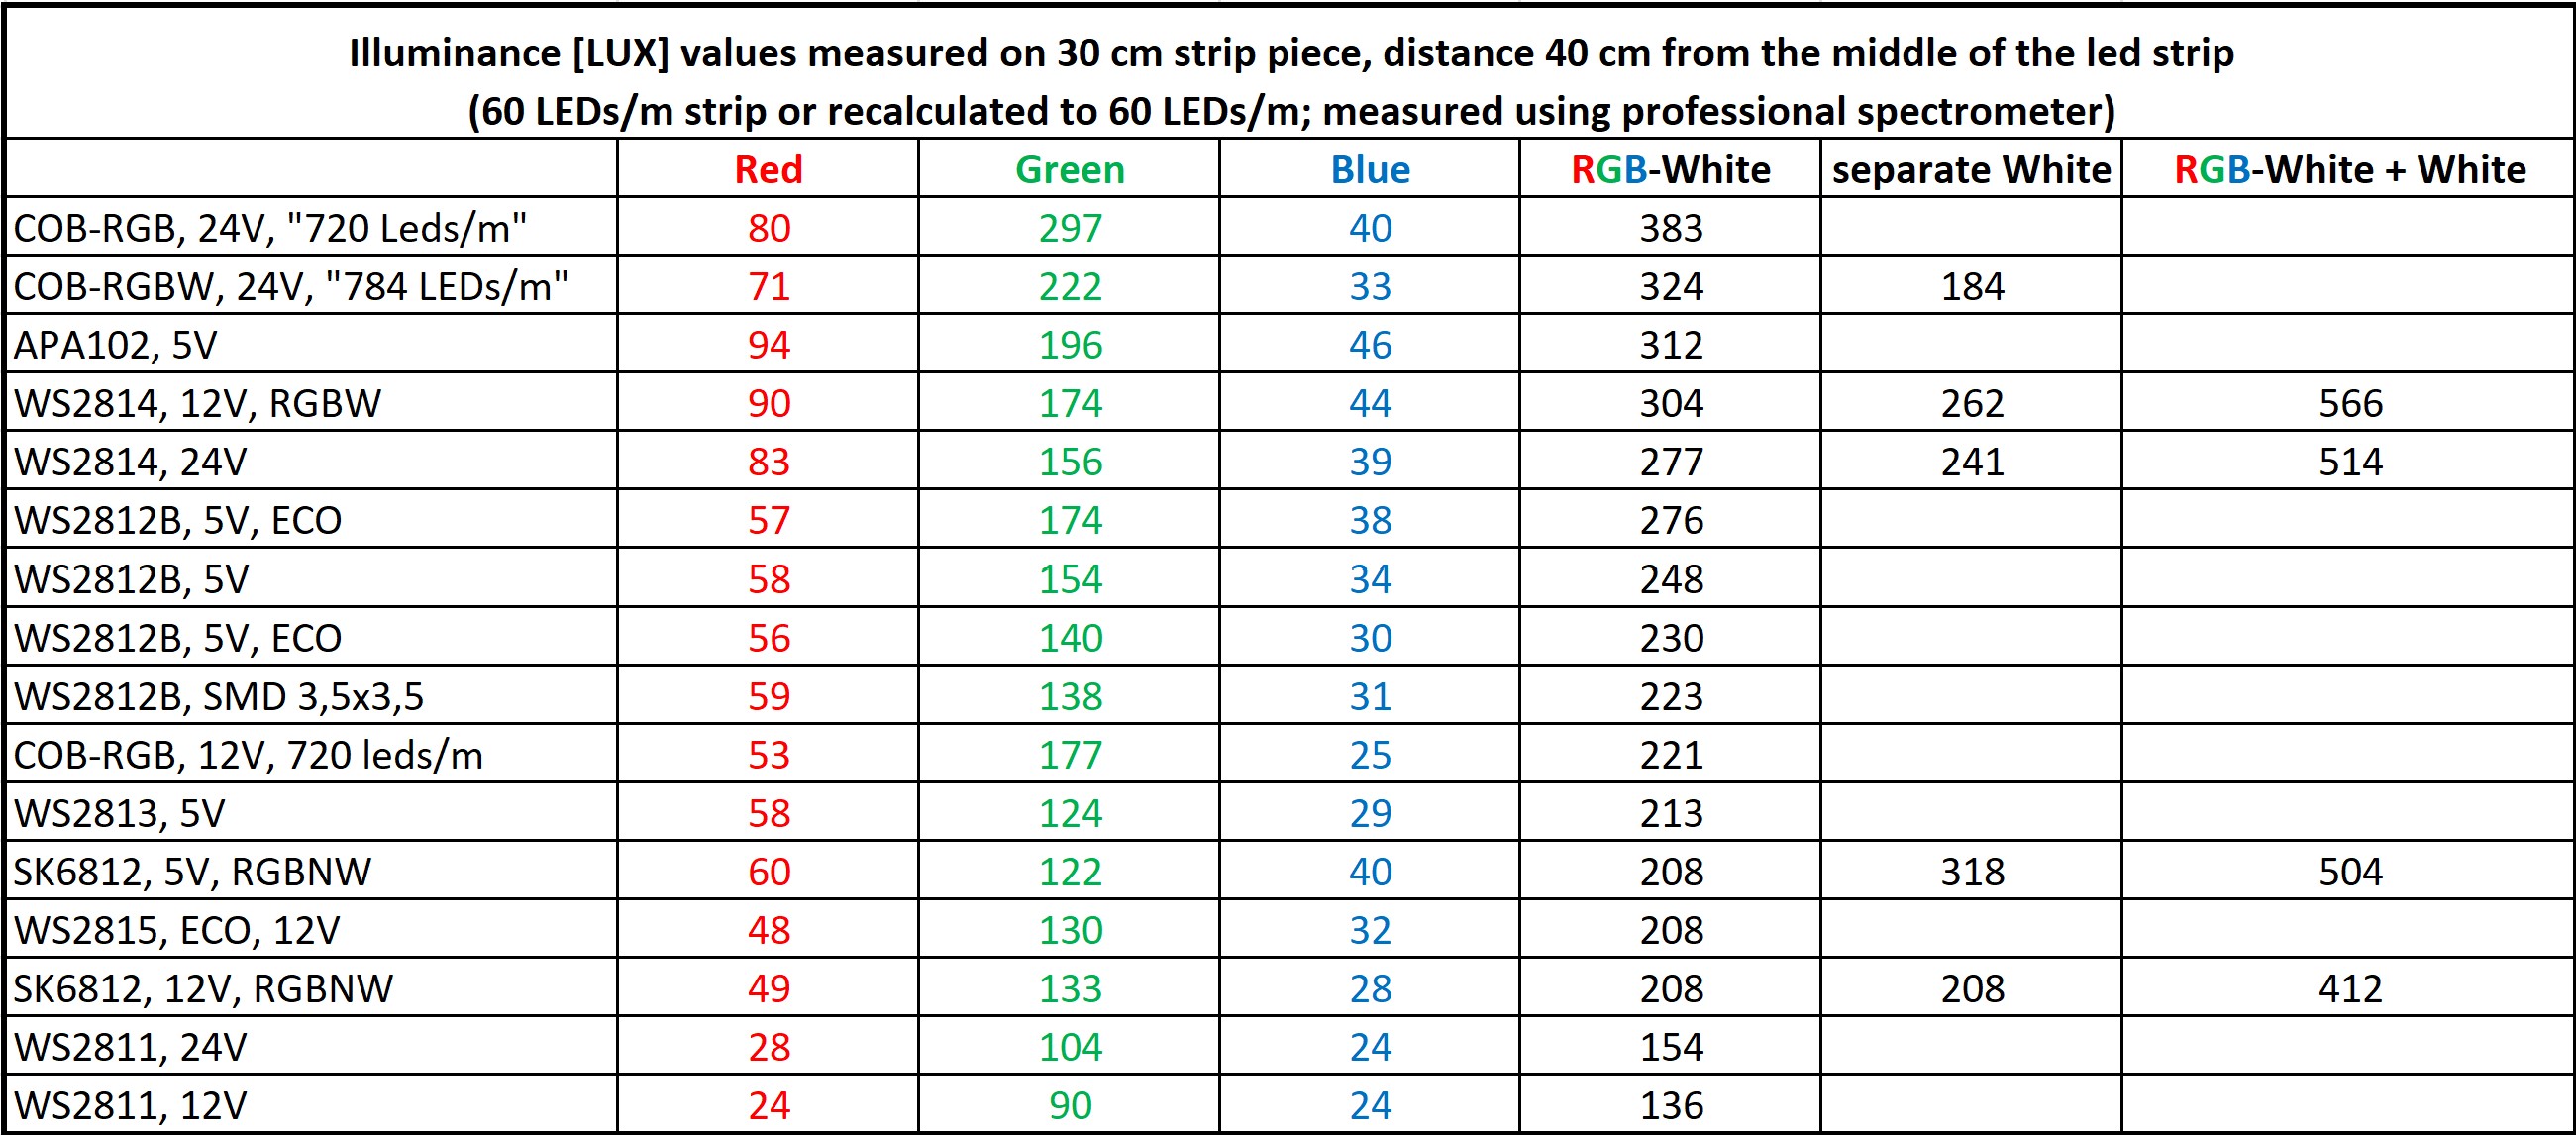 Illuminance [LUX] values measured on 30 cm strip piece, distance 40 cm from the middle of the led strip
(60 LEDs/m strip or recalculated to 60 LEDs/m; measured using professional spectrometer)
Red Green Blue RGB-White separate White RGB-White + White
COB-RGB, 24V, "720 Leds/m" 80 297 40 383
COB-RGBW, 24V, "784 LEDs/m" 71 222 33 324 184
APA102, 5V 94 196 46 312
WS2814, 12V, RGBW 90 174 44 304 262 566
WS2814, 24V 83 156 39 277 241 514
WS2812B, 5V, ECO 57 174 38 276
WS2812B, 5V 58 154 34 248
WS2812B, 5V, ECO 56 140 30 230
WS2812B, SMD 3,5x3,5 59 138 31 223
COB-RGB, 12V, 720 leds/m 53 177 25 221
WS2813, 5V 58 124 29 213
SK6812, 5V, RGBNW 60 122 40 208 318 504
WS2815, ECO, 12V 48 130 32 208
SK6812, 12V, RGBNW 49 133 28 208 208 412
WS2811, 24V 28 104 24 154
WS2811, 12V 24 90 24 136